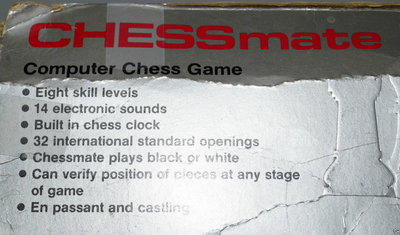 CHESSmate
Computer Chess Game
• Eight skill levels
• 14 electronic sounds
• Built in chess clock
• 32 international standard openings
• Chessmate plays black or white
• Can verify position of pieces at any stage
of game
• En passant and castling